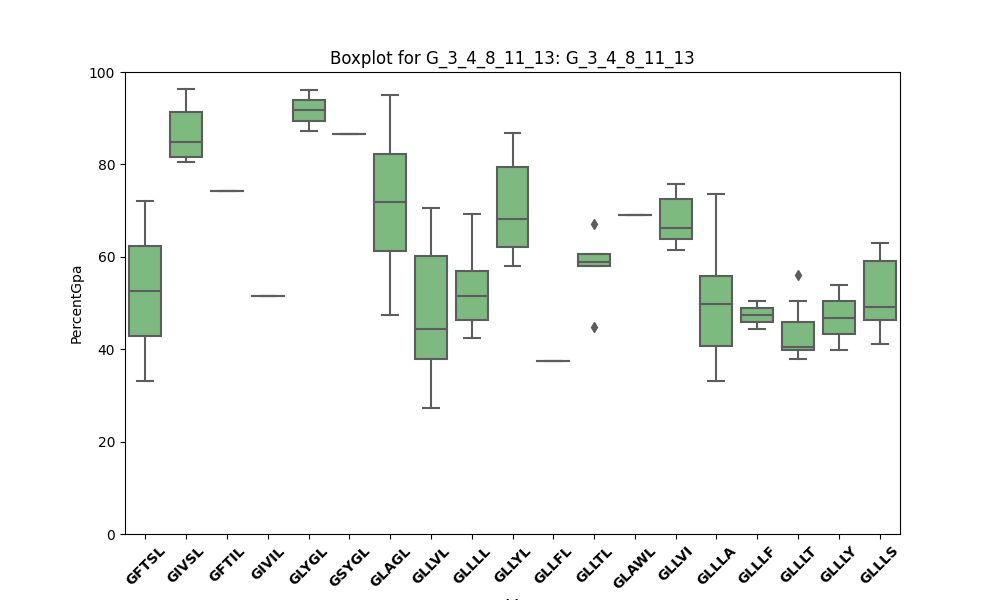 Boxplot for G_3_4_8_11_13: G_3_4_8_11_13
100
80
60
40
20
0
PercentGpa
GFTSL GIVSL GFTIL GIVIL GLYGL GSYGL GLAGL GLLVL GLLLL GLLYL GLLFL GLLTL GLAWL GLLVI GLLLA GLLLF GLLLT GLLLY GLLLS